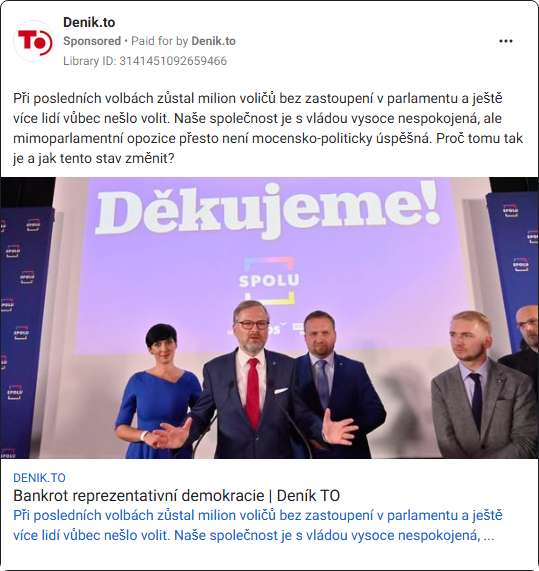 Denik.to
Sponsored • Paid for by Denik.to
Library ID: 3141451092659466
TO
Při posledních volbách zůstal milion voličů bez zastoupení v parlamentu a ještě
více lidí vůbec nešlo volit. Naše společnost je s vládou vysoce nespokojená, ale
mimoparlamentní opozice přesto není mocensko-politicky úspěšná. Proč tomu tak
je a jak tento stav změnit?
Děkujeme!
SPOLU
SPOLU
SPOLU
SPOLU
SPOLU
DENIK.TO
Bankrot reprezentativní demokracie | Deník TO
Při posledních volbách zůstal milion voličů bez zastoupení v parlamentu a ještě
více lidí vůbec nešlo volit. Naše společnost je s vládou vysoce nespokojená, ...